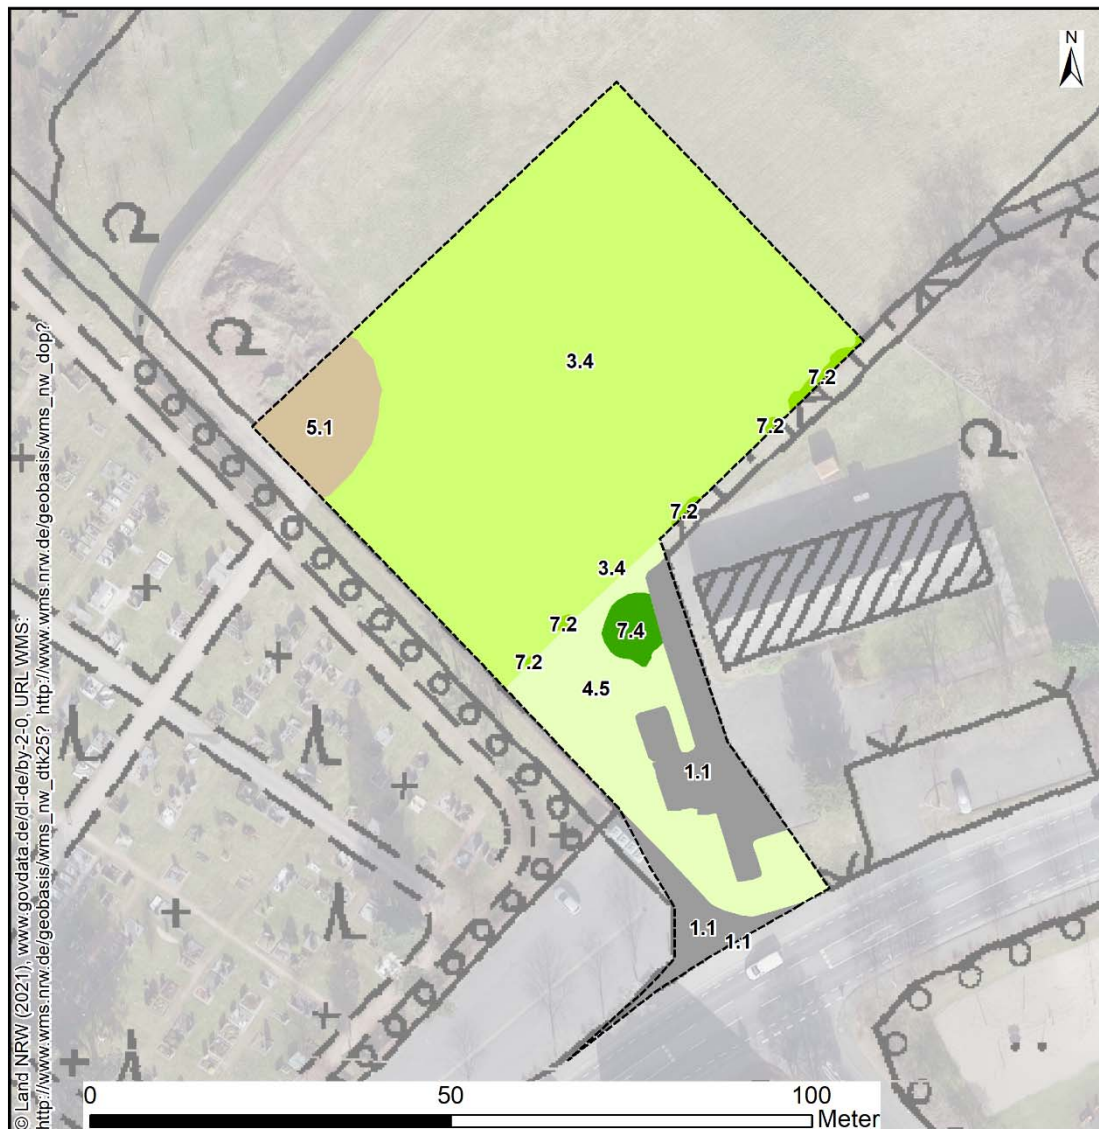 N
3.4
5.1
7.2
7.2
7.2
3.4
7.2
7.4
7.2
4.5
1.1
1.1
1.1
© Land NRW (2021), www.govdata.de/dl-de/by-2-0, URL WMS:
http://www.wms.nrw.de/geobasis/wms_nw_dtk25? http://www.wms.nrw.de/geobasis/wms_nw_dop?
0 50 100
Meter